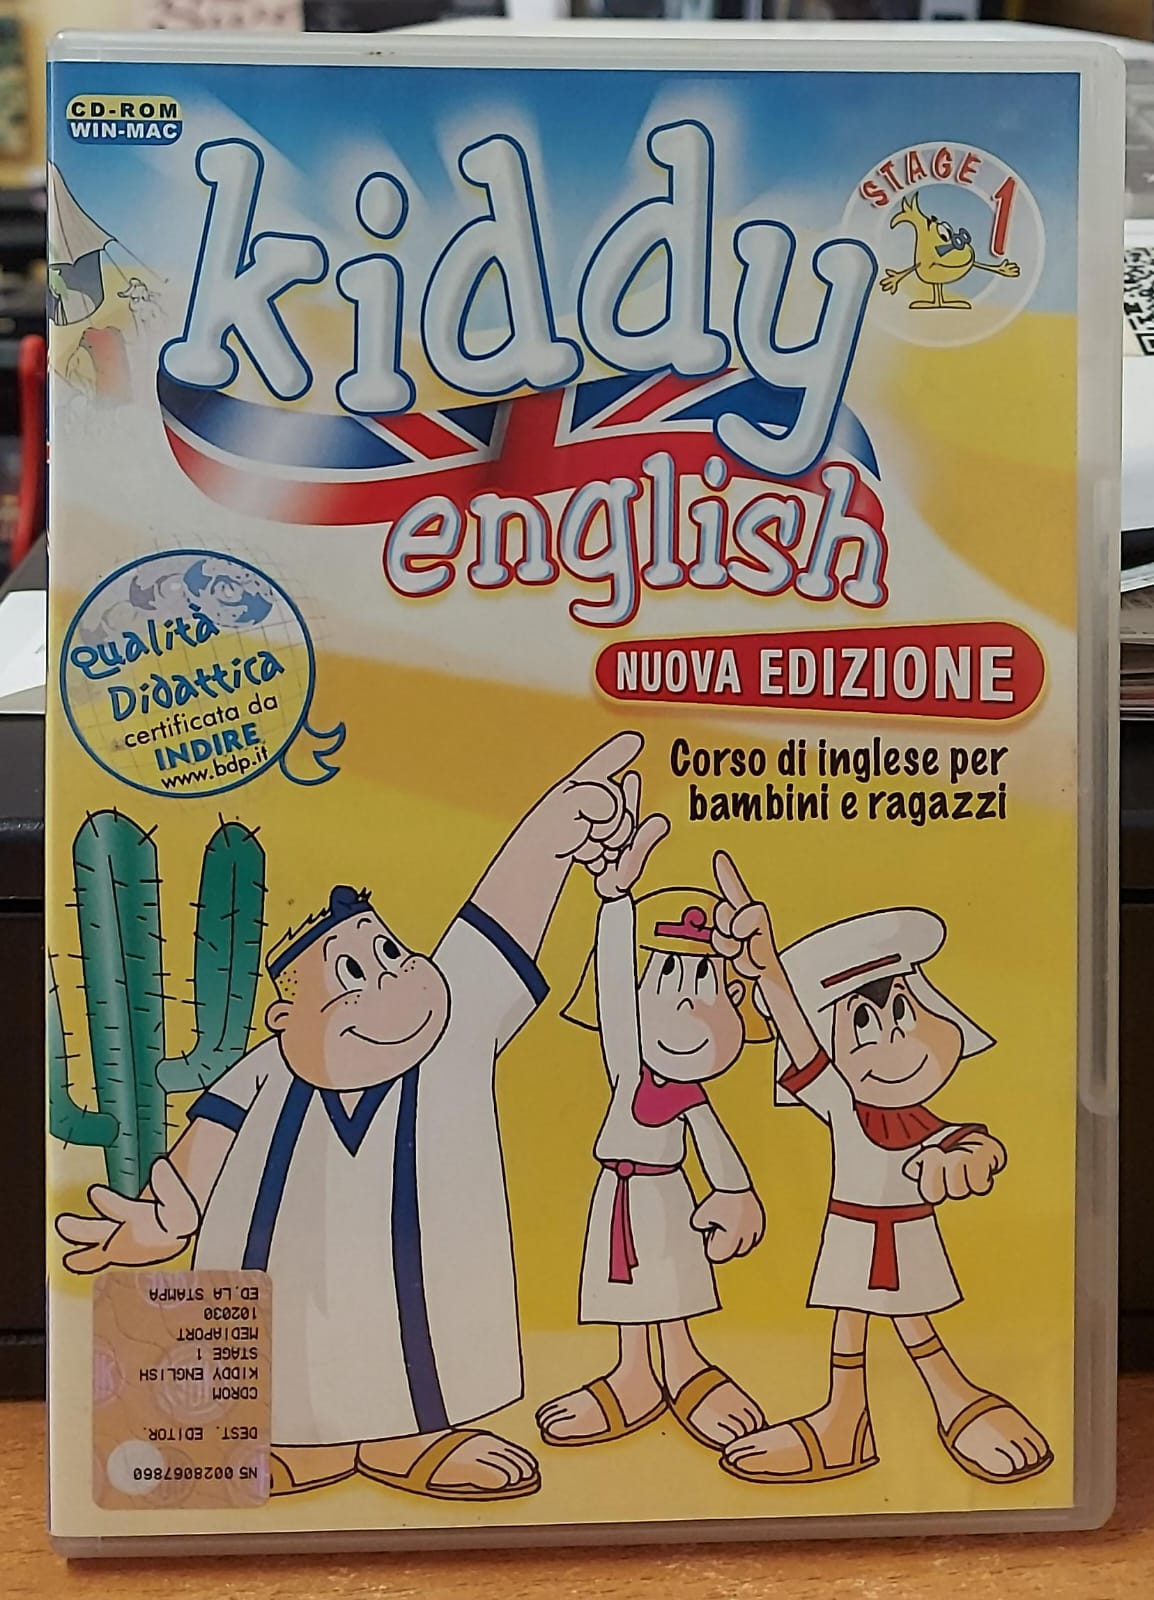 CD-ROM
WIN-MAC
kiddy
STAGE 1
english
NUOVA EDIZIONE
Qualità
Didattica
certificata da
INDIRE
www.bdp.it
Corso di inglese per
bambini e ragazzi
N5 0028067860
DEST. EDITOR.
CDROM
KIDDY ENGLISH
STAGE 1
MEDIAPORT
102030
ED.LA STAMPA